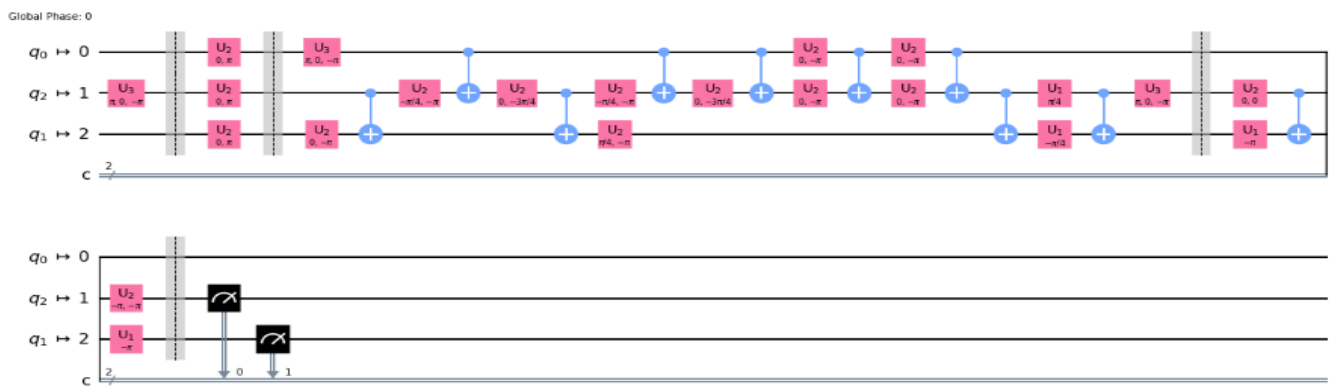 Global Phase: 0
q₀ ↦ 0 U₂ 0, π U₃ π, 0, −π U₂ 0, −π U₂ 0, −π
q₂ ↦ 1 U₃ π, 0, −π U₂ 0, π U₂ −π/4, −π U₂ 0, −3π/4 U₂ −π/4, −π U₂ 0, −3π/4 U₂ 0, −π U₂ 0, −π U₁ π/4 U₃ π, 0, −π U₂ 0, 0
q₁ ↦ 2 U₂ 0, π U₂ 0, −π U₂ π/4, −π U₁ −π/4 U₁ −π
c 2
q₀ ↦ 0
q₂ ↦ 1 U₂ −π, −π
q₁ ↦ 2 U₁ −π
c 2 0 1